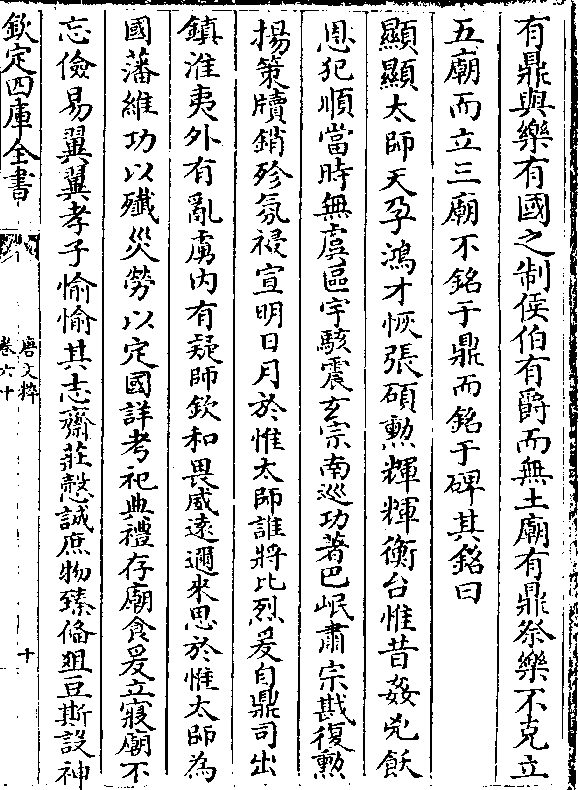 有鼎與樂有國之制侯伯有爵而無土廟有鼎祭樂不克立
五廟而立三廟不銘于鼎而銘于碑其銘曰
顯顯太師天孕鴻才恢張碩勲輝輝衡台惟昔姦兇飫
恩犯順當時無虞區宇駭震玄宗南巡功著巴岷肅宗戡復勲
揚策牘銷殄氛祲宣明日月於惟太師誰將比烈爰自鼎司出
鎮淮夷外有亂虜内有疑師欽和畏威遠邇來思於惟太師為
國藩維功以殲災勞以定國詳考祀典禮存廟食爰立寢廟不
忘儉易翼翼孝子愉愉其志齋莊慤誠庶物臻俻俎豆斯設神
欽定四庫全書
唐文粹
卷六十
十